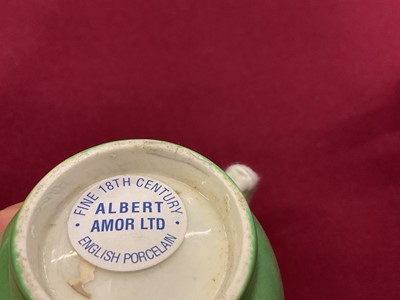 FINE 18TH CENTURY
ALBERT
• AMOR LTD •
ENGLISH PORCELAIN